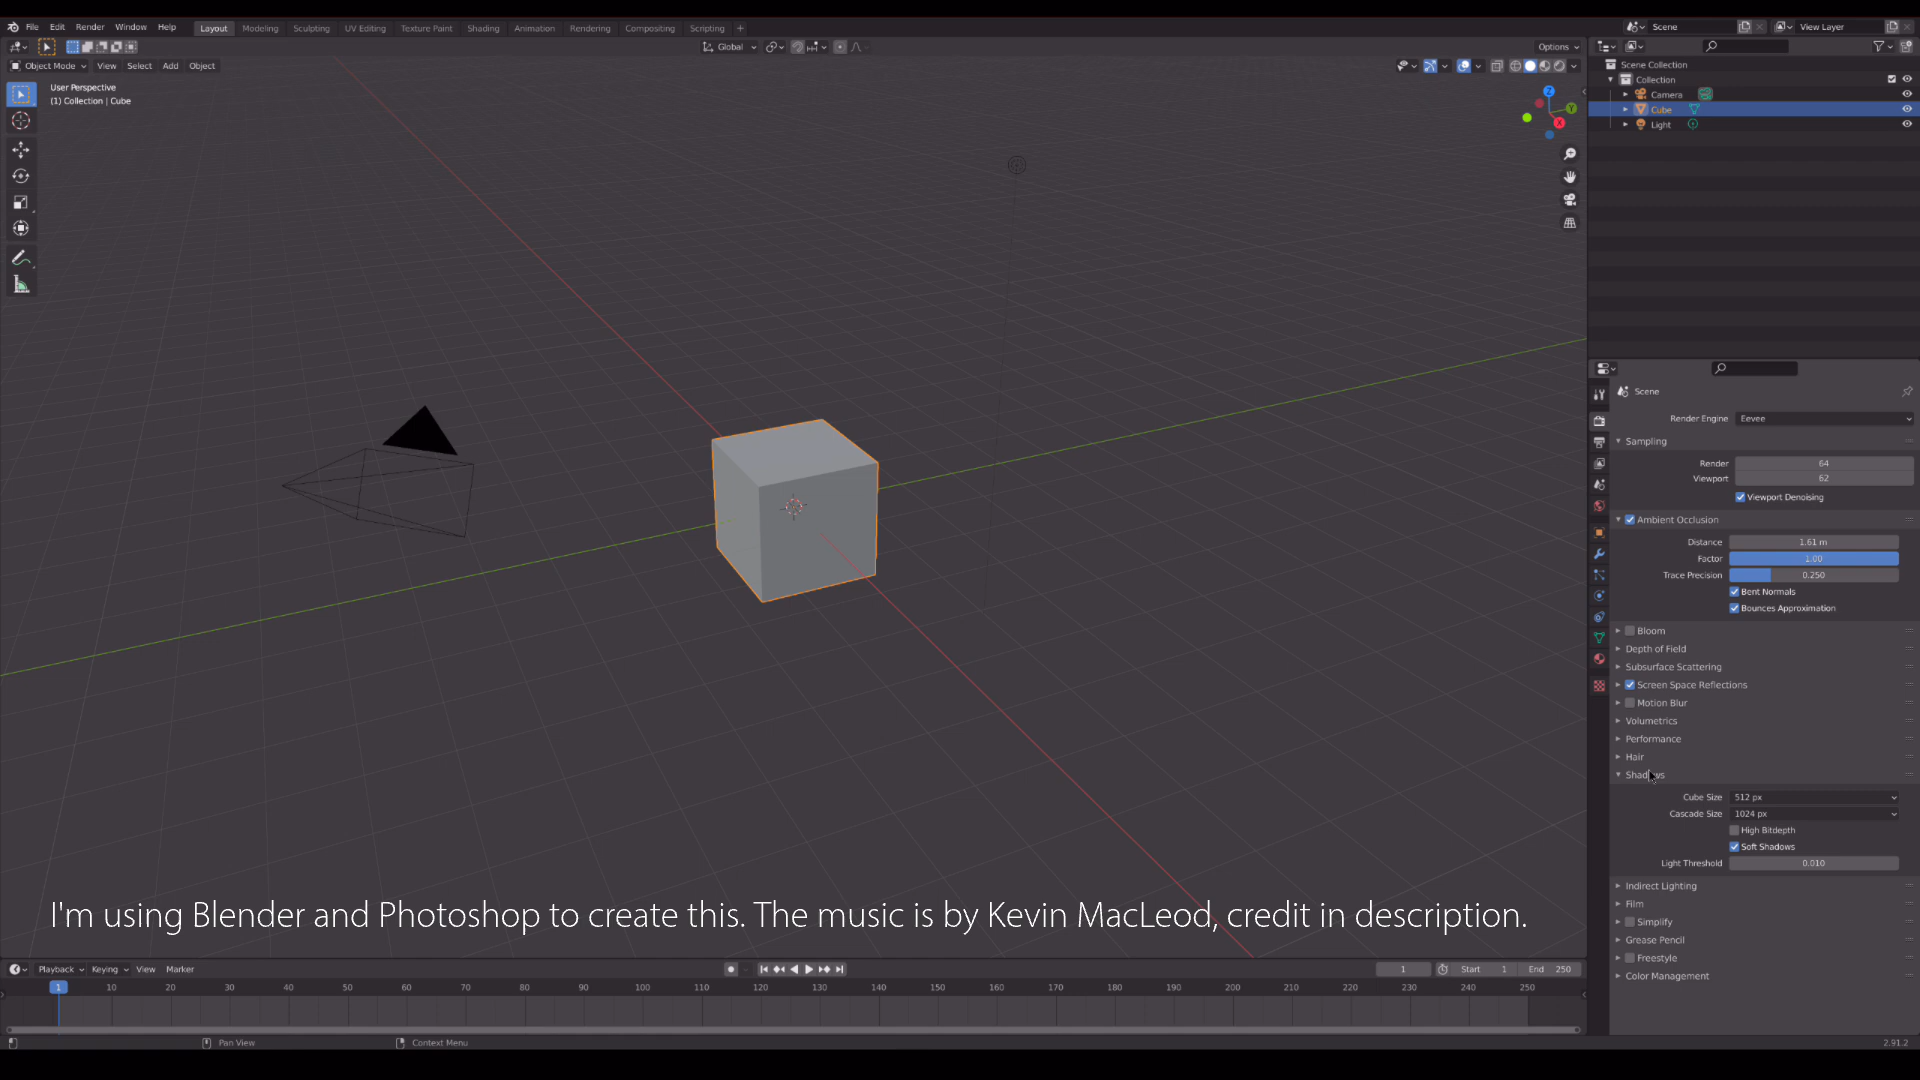 File Edit Render Window Help Layout Modeling Sculpting UV Editing Texture Paint Shading Animation Rendering Compositing Scripting + Scene View Layer
Global Options
Object Mode View Select Add Object
User Perspective
(1) Collection | Cube
Z
Y
X
Scene Collection
Collection
Camera
Cube
Light
Scene
Render Engine Eevee
Sampling
Render 64
Viewport 62
Viewport Denoising
Ambient Occlusion
Distance 1.61 m
Factor 1.00
Trace Precision 0.250
Bent Normals
Bounces Approximation
Bloom
Depth of Field
Subsurface Scattering
Screen Space Reflections
Motion Blur
Volumetrics
Performance
Hair
Shadows
Cube Size 512 px
Cascade Size 1024 px
High Bitdepth
Soft Shadows
Light Threshold 0.010
Indirect Lighting
Film
Simplify
Grease Pencil
Freestyle
Color Management
I'm using Blender and Photoshop to create this. The music is by Kevin MacLeod, credit in description.
Playback Keying View Marker 1 Start 1 End 250
1 10 20 30 40 50 60 70 80 90 100 110 120 130 140 150 160 170 180 190 200 210 220 230 240 250
Pan View Context Menu 2.91.2